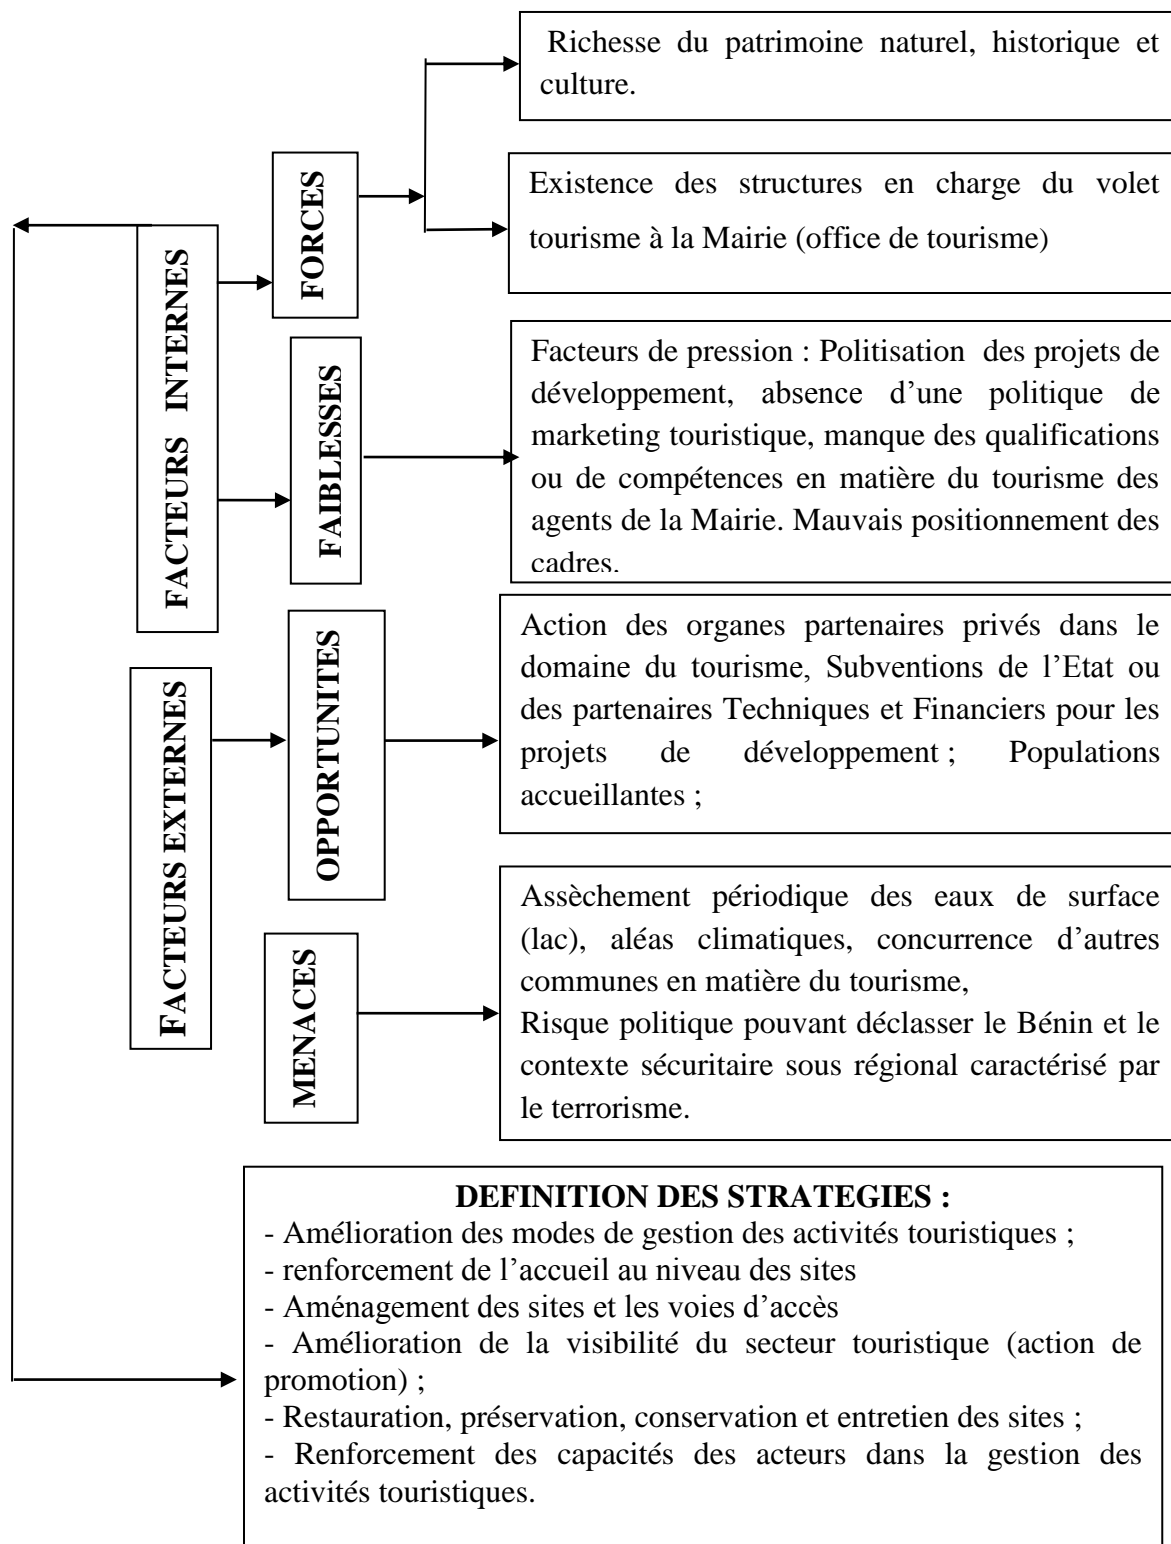 Richesse du patrimoine naturel, historique et
culture.
FORCES
Existence des structures en charge du volet
tourisme à la Mairie (office de tourisme)
FACTEURS INTERNES
FAIBLESSES
Facteurs de pression : Politisation des projets de
développement, absence d’une politique de
marketing touristique, manque des qualifications
ou de compétences en matière du tourisme des
agents de la Mairie. Mauvais positionnement des
cadres.
FACTEURS EXTERNES
OPPORTUNITES
Action des organes partenaires privés dans le
domaine du tourisme, Subventions de l’Etat ou
des partenaires Techniques et Financiers pour les
projets de développement ; Populations
accueillantes ;
MENACES
Assèchement périodique des eaux de surface
(lac), aléas climatiques, concurrence d’autres
communes en matière du tourisme,
Risque politique pouvant déclasser le Bénin et le
contexte sécuritaire sous régional caractérisé par
le terrorisme.
DEFINITION DES STRATEGIES :
- Amélioration des modes de gestion des activités touristiques ;
- renforcement de l’accueil au niveau des sites
- Aménagement des sites et les voies d’accès
- Amélioration de la visibilité du secteur touristique (action de
promotion) ;
- Restauration, préservation, conservation et entretien des sites ;
- Renforcement des capacités des acteurs dans la gestion des
activités touristiques.